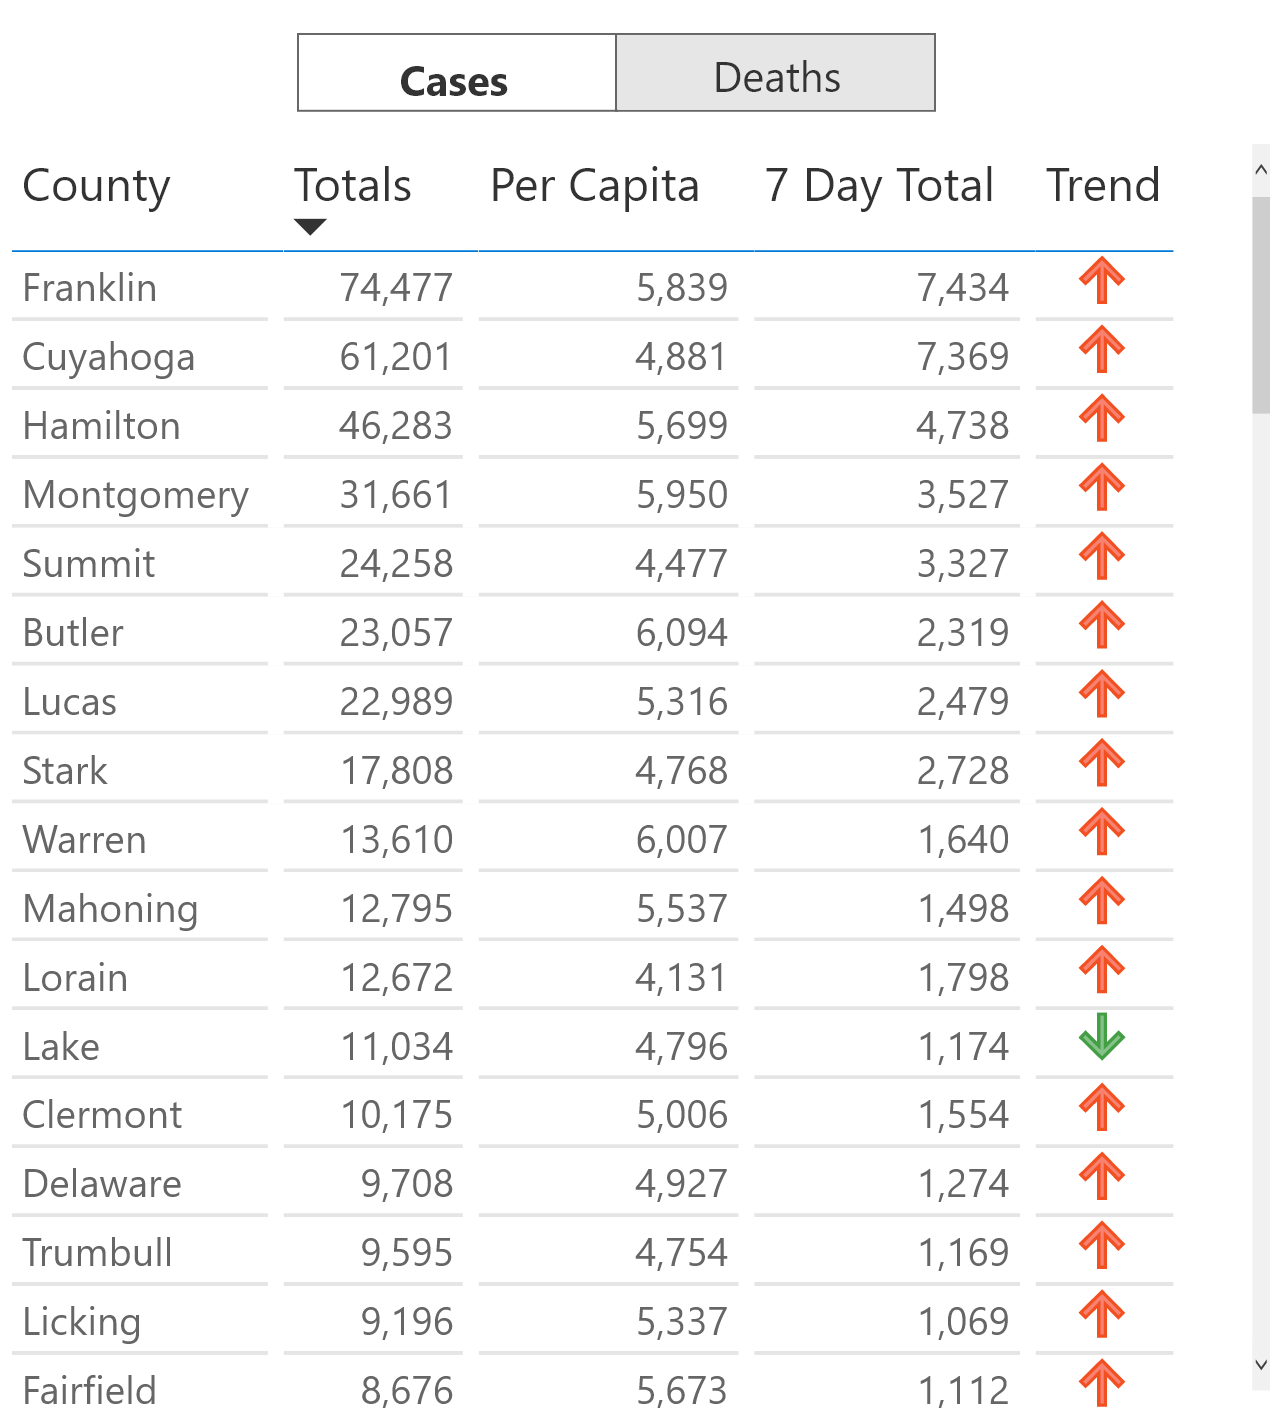 Cases Deaths
County Totals Per Capita 7 Day Total Trend
Franklin 74,477 5,839 7,434
Cuyahoga 61,201 4,881 7,369
Hamilton 46,283 5,699 4,738
Montgomery 31,661 5,950 3,527
Summit 24,258 4,477 3,327
Butler 23,057 6,094 2,319
Lucas 22,989 5,316 2,479
Stark 17,808 4,768 2,728
Warren 13,610 6,007 1,640
Mahoning 12,795 5,537 1,498
Lorain 12,672 4,131 1,798
Lake 11,034 4,796 1,174
Clermont 10,175 5,006 1,554
Delaware 9,708 4,927 1,274
Trumbull 9,595 4,754 1,169
Licking 9,196 5,337 1,069
Fairfield 8,676 5,673 1,112